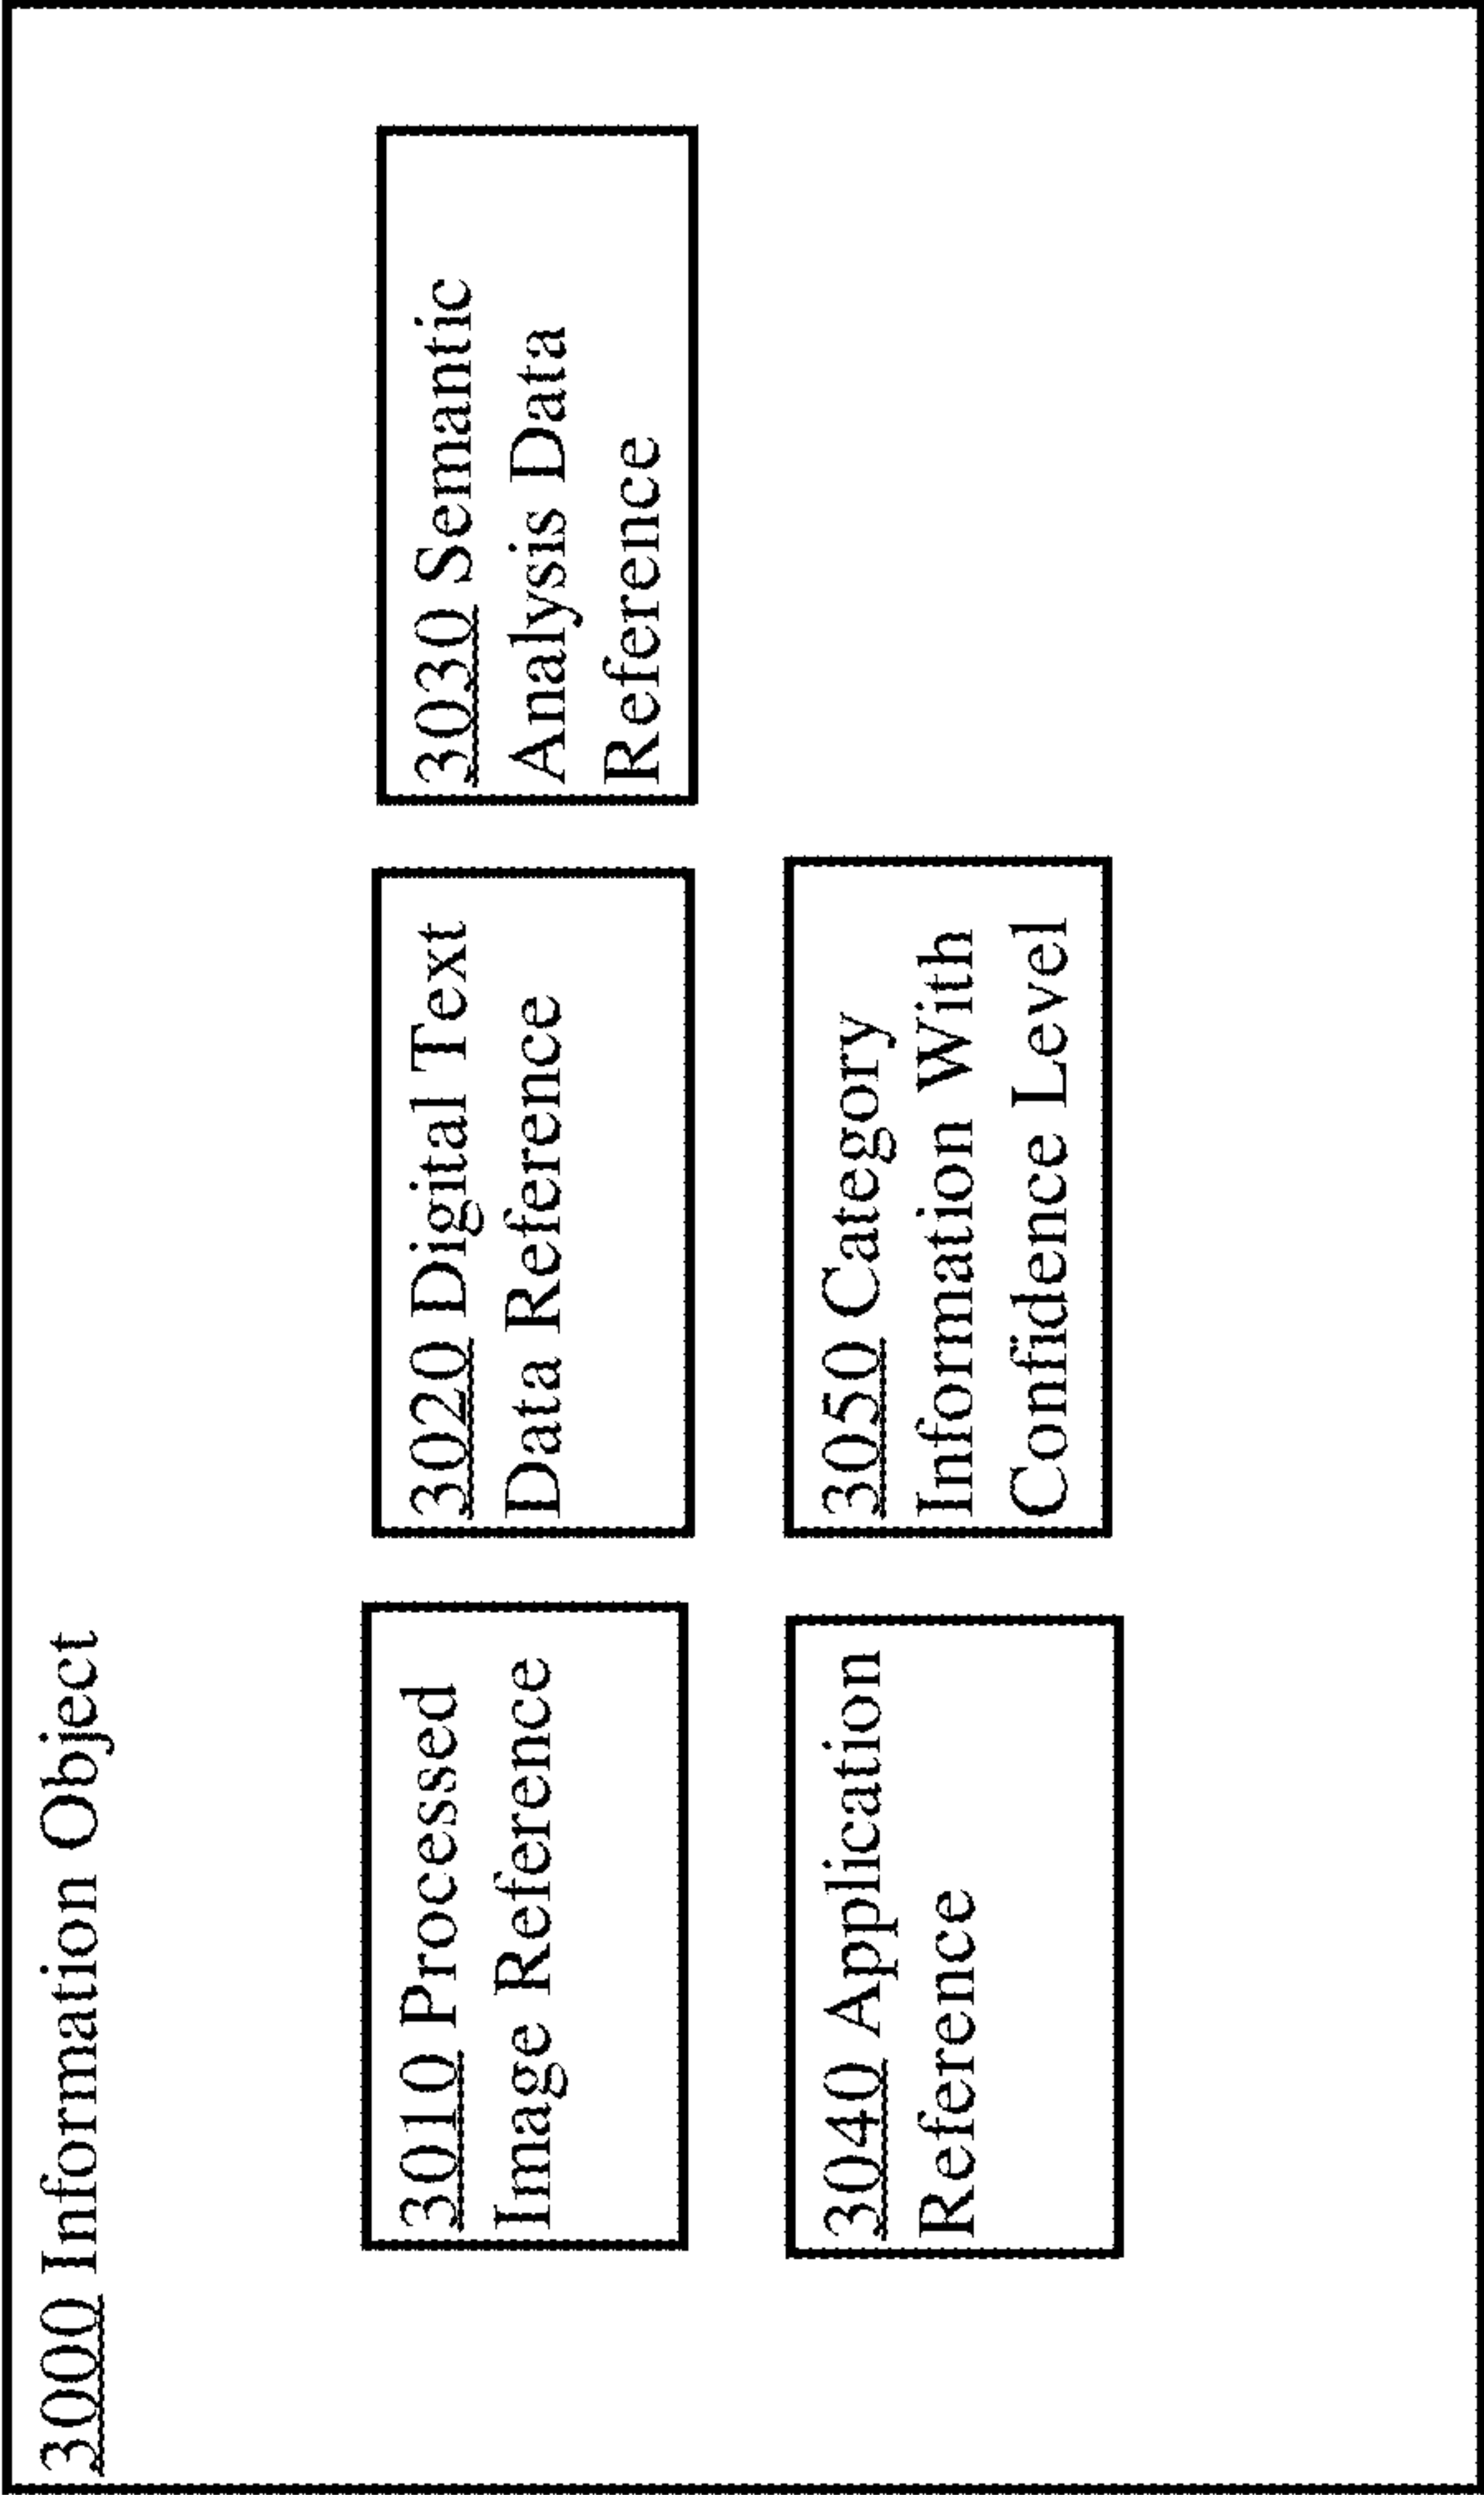 3000 Information Object
3010 Processed
Image Reference
3020 Digital Text
Data Reference
3030 Semantic
Analysis Data
Reference
3040 Application
Reference
3050 Category
Information With
Confidence Level